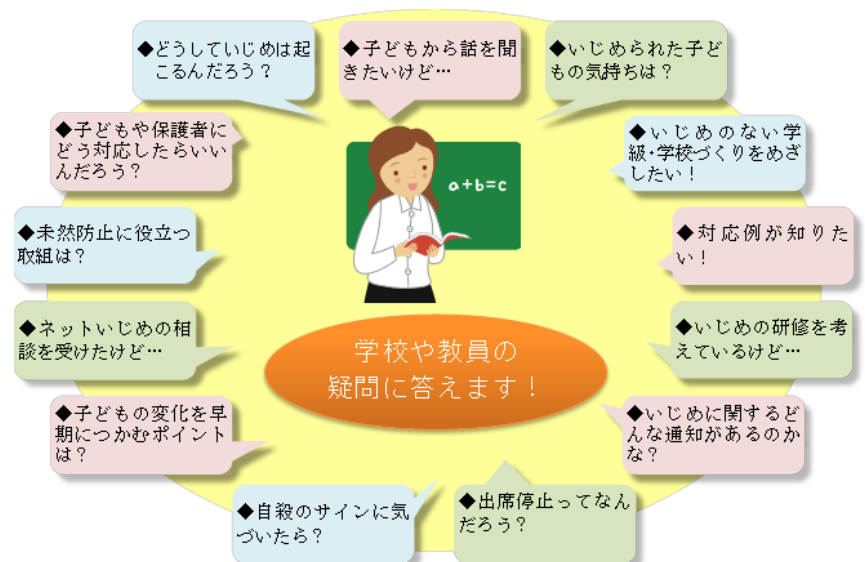 ◆どうしていじめは起
こるんだろう？
◆子どもから話を聞
きたいけど…
◆いじめられた子ど
もの気持ちは？
◆子どもや保護者に
どう対応したらいい
んだろう？
◆いじめのない学
級・学校づくりをめざ
したい！
a+b=c
◆未然防止に役立つ
取組は？
◆対応例が知りた
い！
◆ネットいじめの相
談を受けたけど…
◆いじめの研修を考
えているけど…
学校や教員の
疑問に答えます！
◆子どもの変化を早
期につかむポイント
は？
◆いじめに関するど
んな通知があるのか
な？
◆自殺のサインに気
づいたら？
◆出席停止ってなん
だろう？